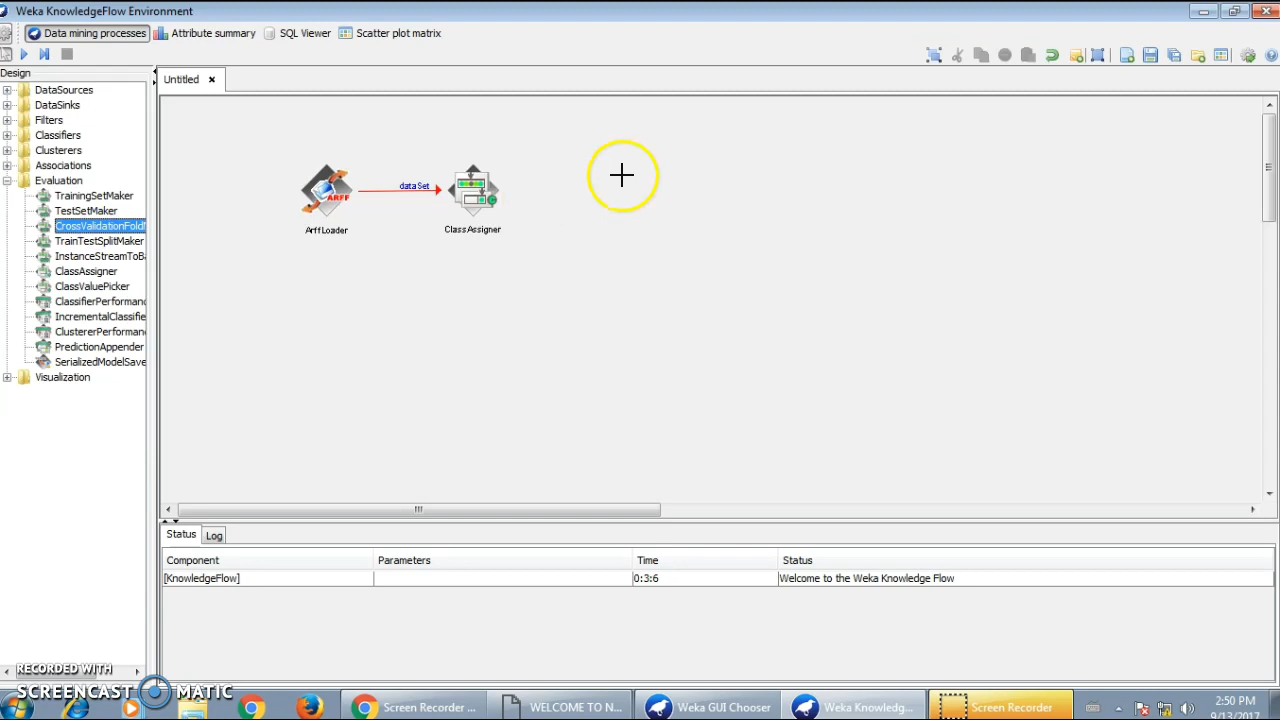 Weka KnowledgeFlow Environment
Data mining processes Attribute summary SQL Viewer Scatter plot matrix
Design
Untitled
DataSources
DataSinks
Filters
Classifiers
Clusterers
Associations
Evaluation
TrainingSetMaker
TestSetMaker
CrossValidationFoldM
TrainTestSplitMaker
InstanceStreamToBa
ClassAssigner
ClassValuePicker
ClassifierPerforman
IncrementalClassifie
ClustererPerforman
PredictionAppender
SerializedModelSave
Visualization
dataSet
ARFF
ArffLoader
ClassAssigner
Status Log
Component Parameters Time Status
[KnowledgeFlow] 0:3:6 Welcome to the Weka Knowledge Flow
RECORDED WITH
SCREENCAST MATIC
Screen Recorder ... WELCOME TO N... Weka GUI Chooser Weka Knowledg... Screen Recorder
2:50 PM
9/13/2017